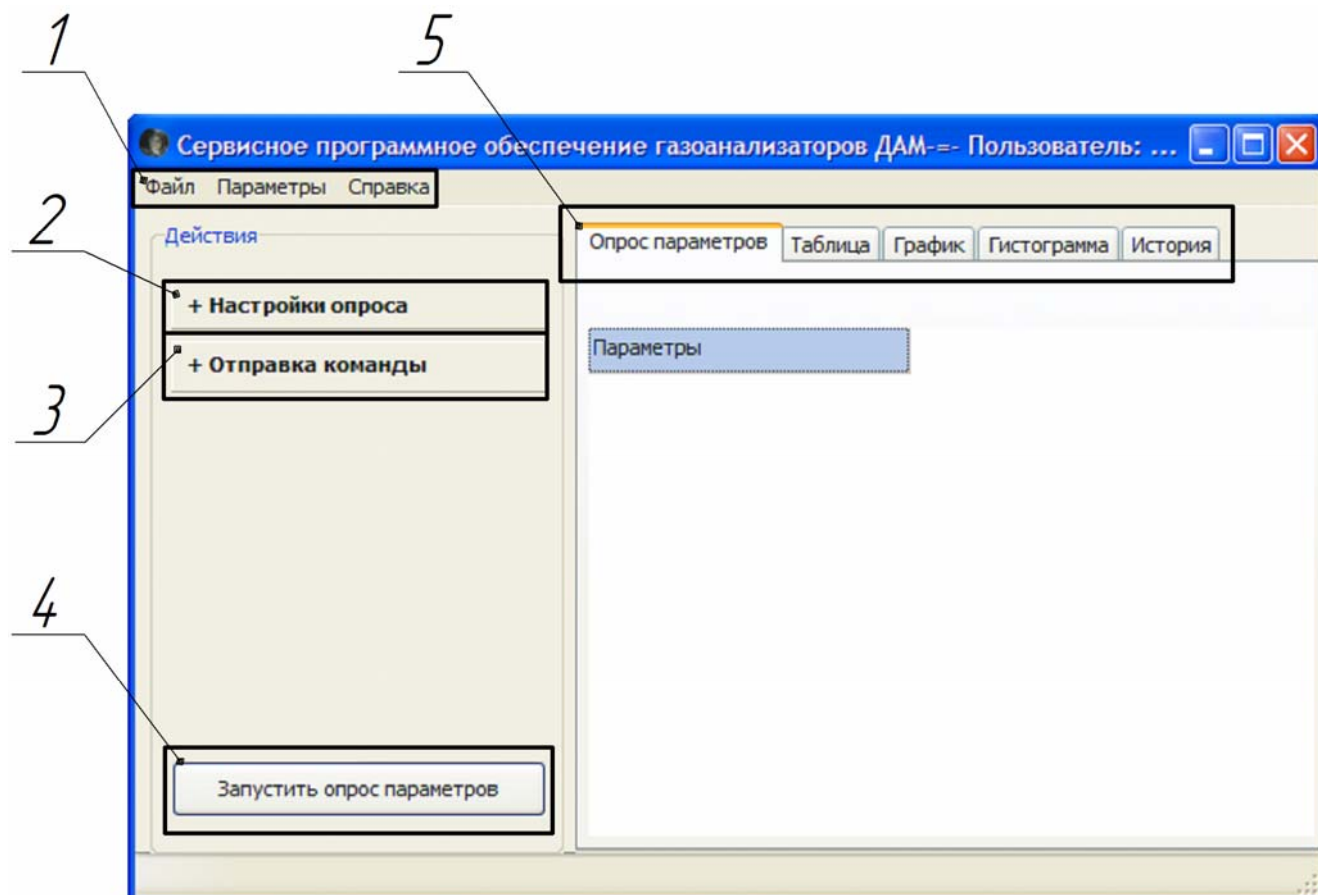 1
5
Сервисное программное обеспечение газоанализаторов ДАМ-=- Пользователь: ...
Файл Параметры Справка
2
Действия
Опрос параметров Таблица График Гистограмма История
+ Настройки опроса
Параметры
+ Отправка команды
3
4
Запустить опрос параметров